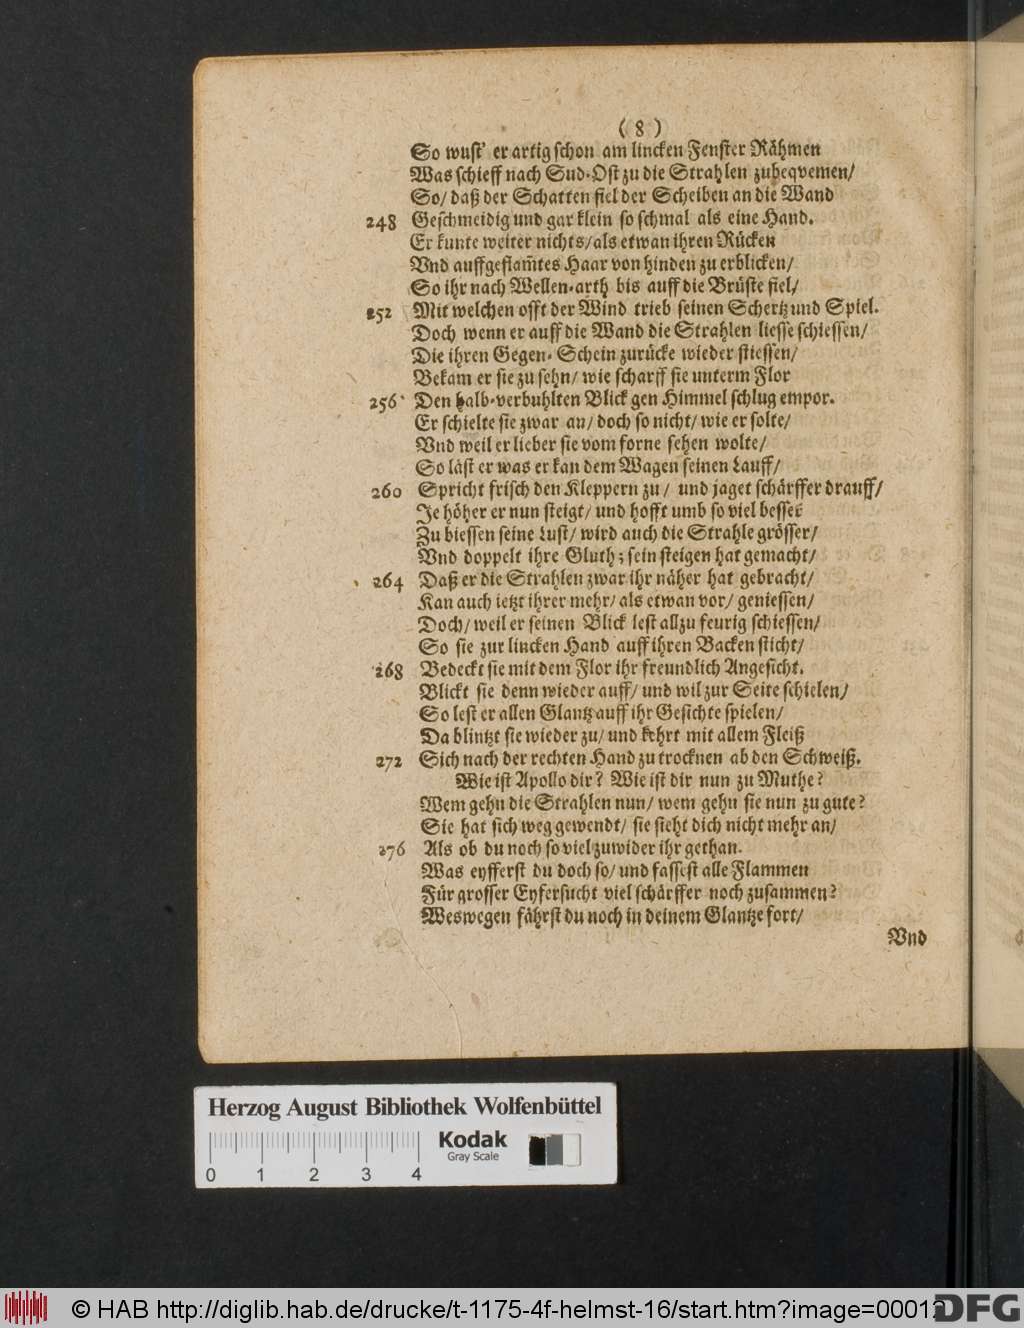 ( 8 )
So wust' er artig schon am lincken Fenster Rähmen
Was schieff nach Sud-Ost zu die Strahlen zubeqvemen/
So/ daß der Schatten fiel der Scheiben an die Wand
248 Geschmeidig und gar klein so schmal als eine Hand.
Er kunte weiter nichts/als etwan ihren Rücken
Vnd auffgeflam̃tes Haar von hinden zu erblicken/
So ihr nach Wellen-arth bis auff die Brüste fiel/
252 Mit welchen offt der Wind trieb seinen Schertz und Spiel.
Doch wenn er auff die Wand die Strahlen liesse schiessen/
Die ihren Gegen-Schein zurücke wieder stiessen/
Bekam er sie zu sehn/ wie scharff sie unterm Flor
256 Den halb-verbuhlten Blick gen Himmel schlug empor.
Er schielte sie zwar an/ doch so nicht/ wie er solte/
Vnd weil er lieber sie vom forne sehen wolte/
So läst er was er kan dem Wagen seinen Lauff/
260 Spricht frisch den Kleppern zu/ und jaget schärffer drauff/
Je höher er nun steigt/ und hofft umb so viel besser
Zu biessen seine Lust/ wird auch die Strahle grösser/
Vnd doppelt ihre Gluth; sein steigen hat gemacht/
264 Daß er die Strahlen zwar ihr näher hat gebracht/
Kan auch ietzt ihrer mehr/ als etwan vor/ geniessen/
Doch/ weil er seinen Blick lest allzu feurig schiessen/
So sie zur lincken Hand auff ihren Backen sticht/
268 Bedeckt sie mit dem Flor ihr freundlich Angesicht.
Blickt sie denn wieder auff/ und wil zur Seite schielen/
So lest er allen Glantz auff ihr Gesichte spielen/
Da blintzt sie wieder zu/ und kehrt mit allem Fleiß
272 Sich nach der rechten Hand zu trocknen ab den Schweiß.
Wie ist Apollo dir? Wie ist dir nun zu Muthe?
Wem gehn die Strahlen nun/ wem gehn sie nun zu gute?
Sie hat sich weg gewendt/ sie sieht dich nicht mehr an/
276 Als ob du noch so viel zuwider ihr gethan.
Was eyfferst du doch so/ und fassest alle Flammen
Für grosser Eyfersucht viel schärffer noch zusammen?
Weswegen fährst du noch in deinem Glantze fort/
Vnd
Herzog August Bibliothek Wolfenbüttel
Kodak
Gray Scale
0 1 2 3 4
© HAB http://diglib.hab.de/drucke/t-1175-4f-helmst-16/start.htm?image=00012
DFG